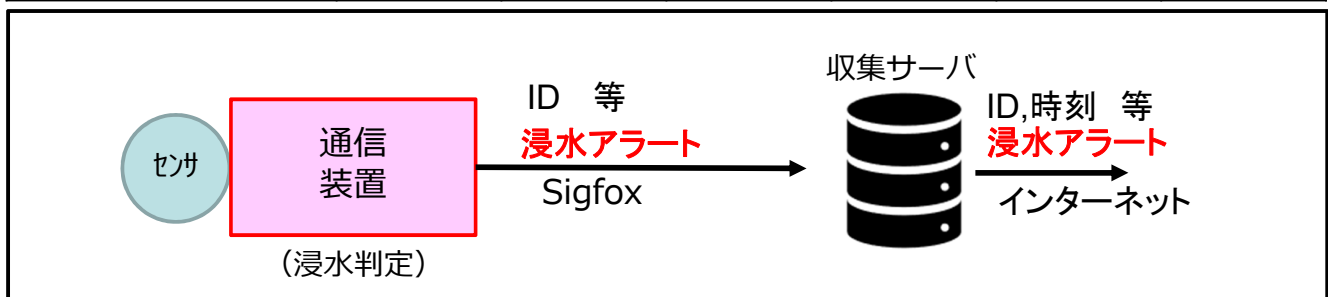 センサ
通信
装置
(浸水判定)
ID 等
浸水アラート
Sigfox
収集サーバ
ID,時刻 等
浸水アラート
インターネット